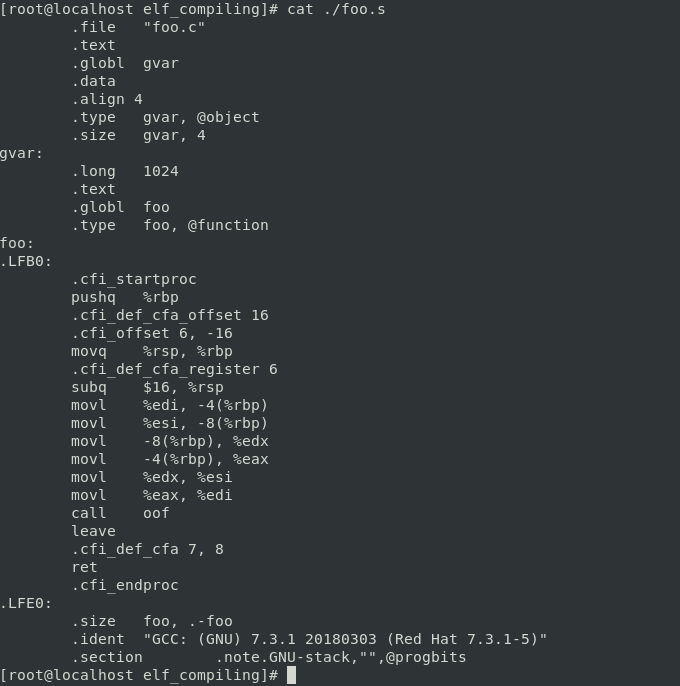 [root@localhost elf_compiling]# cat ./foo.s
        .file   "foo.c"
        .text
        .globl  gvar
        .data
        .align 4
        .type   gvar, @object
        .size   gvar, 4
gvar:
        .long   1024
        .text
        .globl  foo
        .type   foo, @function
foo:
.LFB0:
        .cfi_startproc
        pushq   %rbp
        .cfi_def_cfa_offset 16
        .cfi_offset 6, -16
        movq    %rsp, %rbp
        .cfi_def_cfa_register 6
        subq    $16, %rsp
        movl    %edi, -4(%rbp)
        movl    %esi, -8(%rbp)
        movl    -8(%rbp), %edx
        movl    -4(%rbp), %eax
        movl    %edx, %esi
        movl    %eax, %edi
        call    oof
        leave
        .cfi_def_cfa 7, 8
        ret
        .cfi_endproc
.LFE0:
        .size   foo, .-foo
        .ident  "GCC: (GNU) 7.3.1 20180303 (Red Hat 7.3.1-5)"
        .section        .note.GNU-stack,"",@progbits
[root@localhost elf_compiling]#